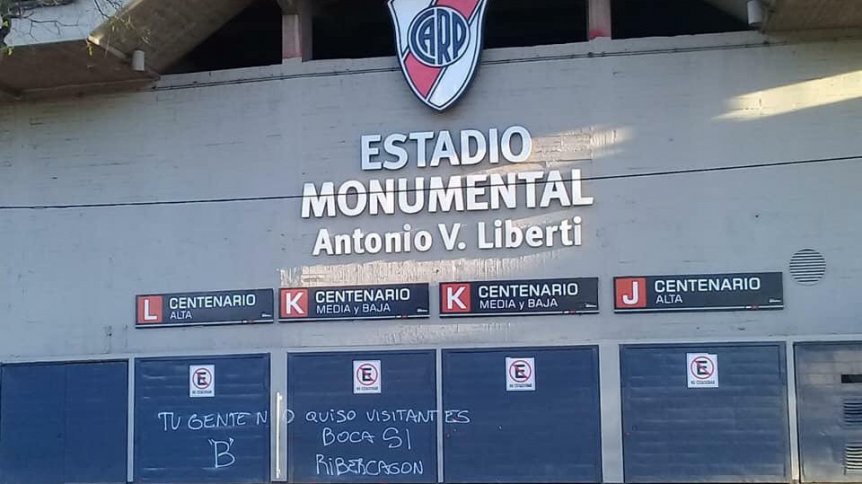 CARP
ESTADIO
MONUMENTAL
Antonio V. Liberti
L CENTENARIO
ALTA
K CENTENARIO
MEDIA y BAJA
K CENTENARIO
MEDIA y BAJA
J CENTENARIO
ALTA
E
E
E
E
TU GENTE NO QUISO VISITANTES
"B"
BOCA SI
RIBERCAGON